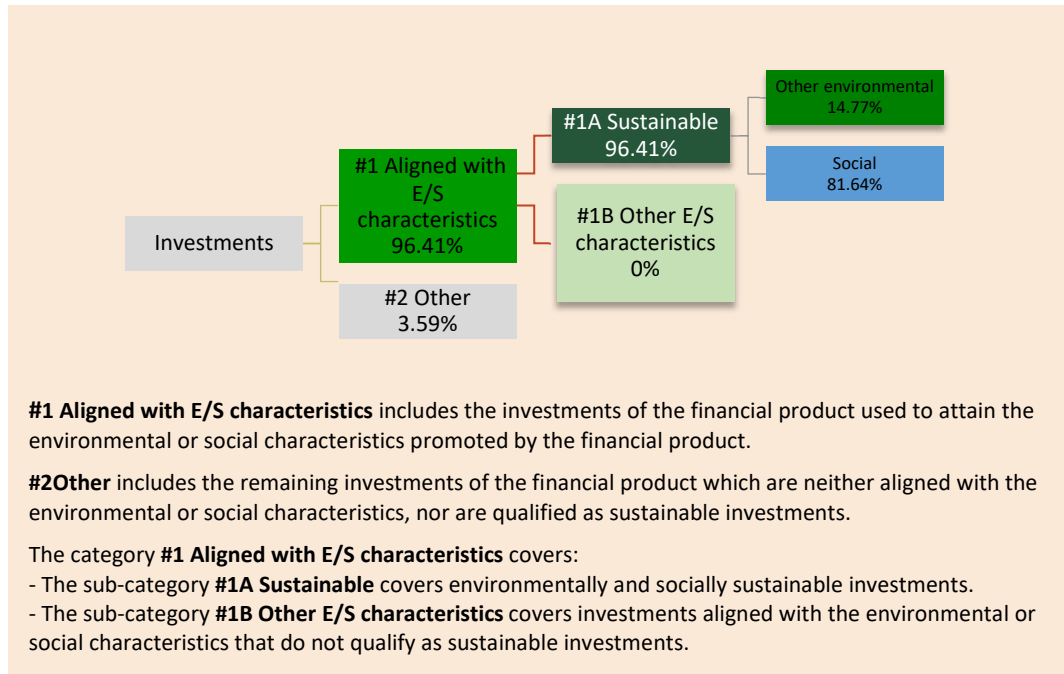 Investments
#1 Aligned with
E/S
characteristics
96.41%
#2 Other
3.59%
#1A Sustainable
96.41%
#1B Other E/S
characteristics
0%
Other environmental
14.77%
Social
81.64%
#1 Aligned with E/S characteristics includes the investments of the financial product used to attain the
environmental or social characteristics promoted by the financial product.
#2Other includes the remaining investments of the financial product which are neither aligned with the
environmental or social characteristics, nor are qualified as sustainable investments.
The category #1 Aligned with E/S characteristics covers:
- The sub-category #1A Sustainable covers environmentally and socially sustainable investments.
- The sub-category #1B Other E/S characteristics covers investments aligned with the environmental or
social characteristics that do not qualify as sustainable investments.